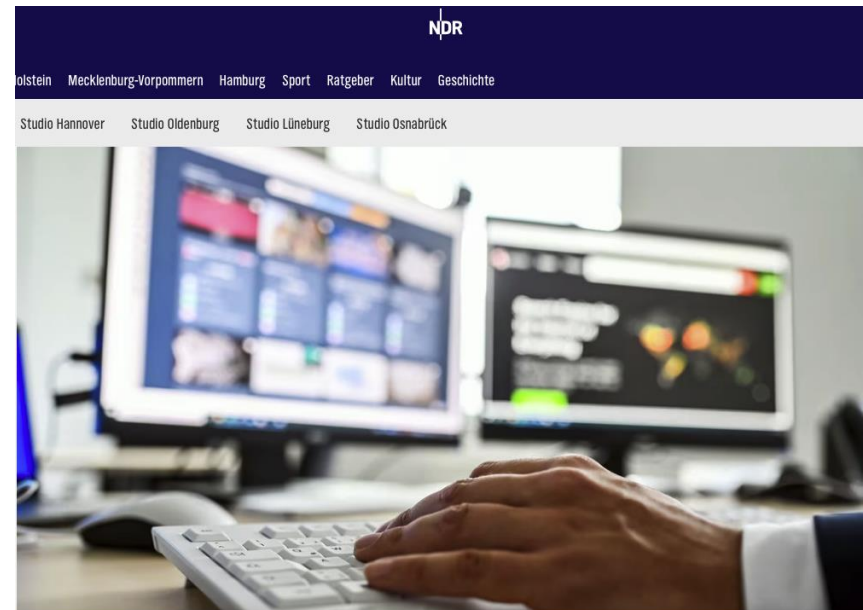 NDR
olstein Mecklenburg-Vorpommern Hamburg Sport Ratgeber Kultur Geschichte
Studio Hannover Studio Oldenburg Studio Lüneburg Studio Osnabrück